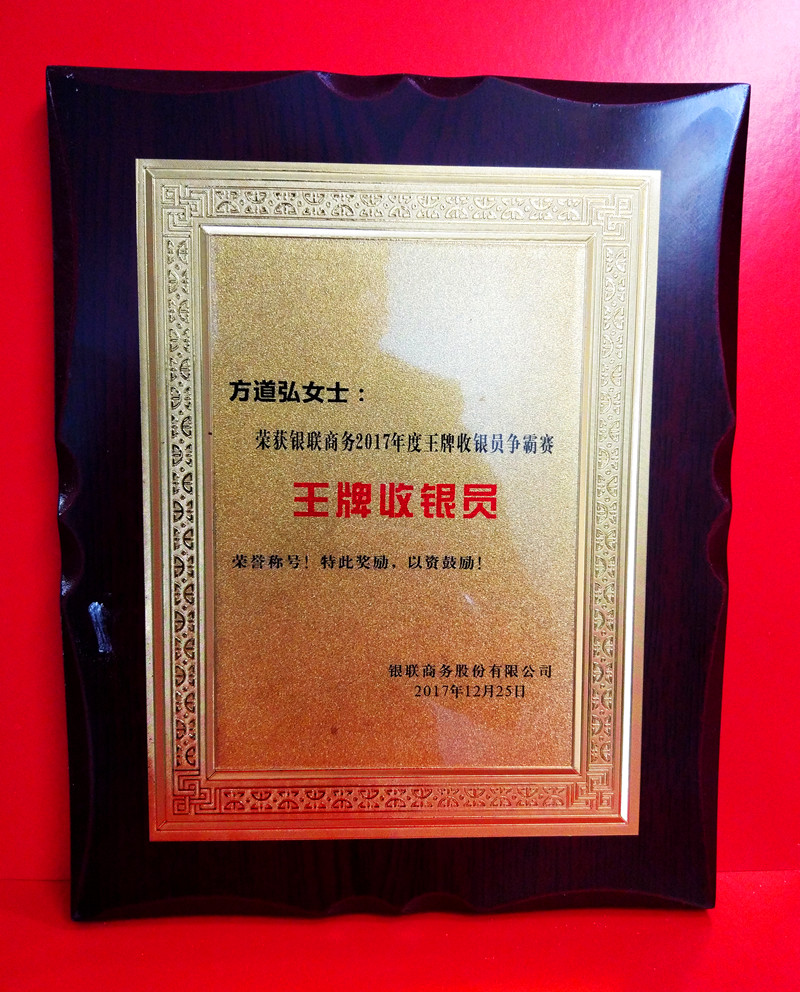 方道弘女士：
荣获银联商务2017年度王牌收银员争霸赛
王牌收银员
荣誉称号！特此奖励，以资鼓励！
银联商务股份有限公司
2017年12月25日